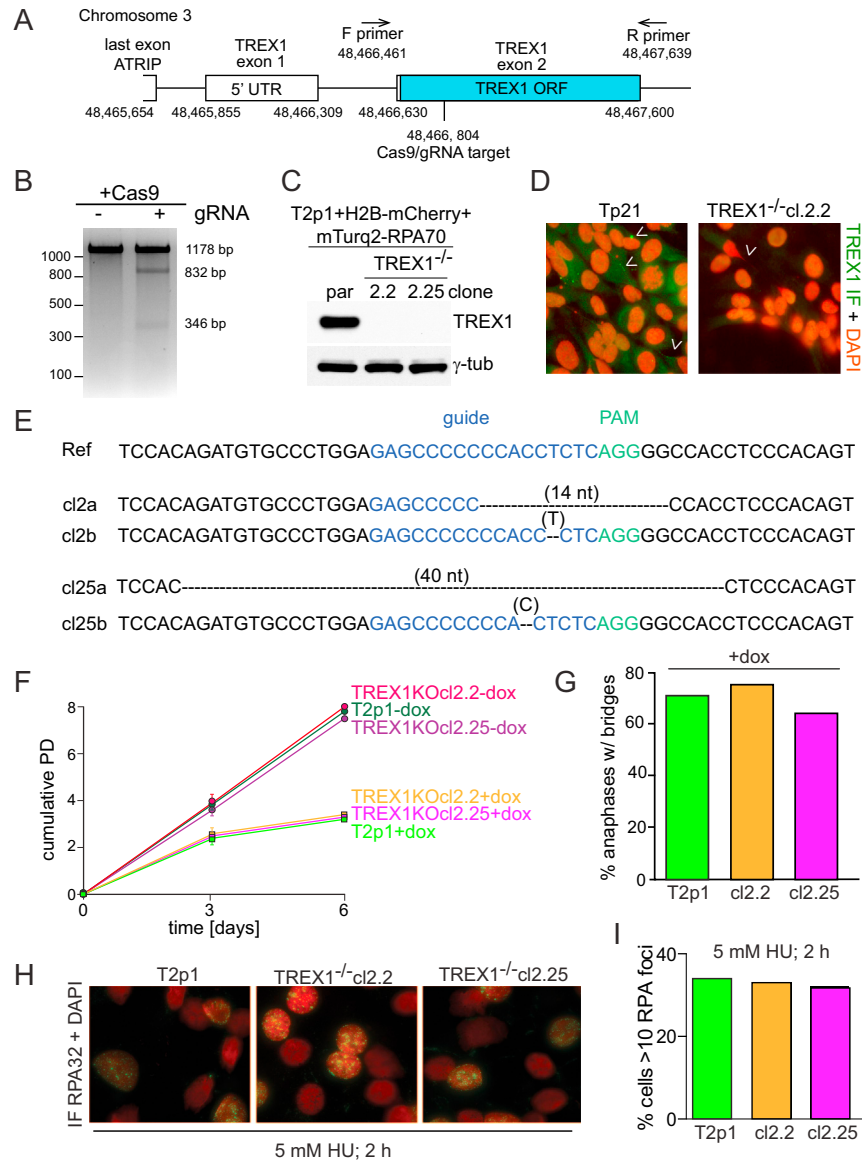 A
Chromosome 3
last exon
ATRIP
TREX1
exon 1
F primer
48,466,461
TREX1
exon 2
R primer
48,467,639
5' UTR
TREX1 ORF
48,465,654
48,465,855
48,466,309
48,466,630
48,467,600
48,466, 804
Cas9/gRNA target
B
+Cas9
- + gRNA
1000
800
500
300
100
1178 bp
832 bp
346 bp
C
T2p1+H2B-mCherry+
mTurq2-RPA70
TREX1-/-
par 2.2 2.25 clone
TREX1
γ-tub
D
Tp21
TREX1-/-cl.2.2
TREX1 IF + DAPI
E
guide PAM
Ref TCCACAGATGTGCCCTGGAGAGCCCCCCCACCTCTCAGGGGCCACCTCCCACAGT
(14 nt)
cl2a TCCACAGATGTGCCCTGGAGAGCCCCC--------------------CCACCTCCCACAGT
(T)
cl2b TCCACAGATGTGCCCTGGAGAGCCCCCCCACC--CTCAGGGGCCACCTCCCACAGT
(40 nt)
cl25a TCCAC------------------------------------------------------------CTCCCACAGT
(C)
cl25b TCCACAGATGTGCCCTGGAGAGCCCCCCCA--CTCTCAGGGGCCACCTCCCACAGT
F
cumulative PD
8
6
4
2
0
0 3 6
time [days]
TREX1KOcl2.2-dox
T2p1-dox
TREX1KOcl2.25-dox
TREX1KOcl2.2+dox
TREX1KOcl2.25+dox
T2p1+dox
G
+dox
% anaphases w/ bridges
80
60
40
20
0
T2p1 cl2.2 cl2.25
H
T2p1
TREX1-/-cl2.2
TREX1-/-cl2.25
IF RPA32 + DAPI
5 mM HU; 2 h
I
5 mM HU; 2 h
% cells >10 RPA foci
40
20
0
T2p1 cl2.2 cl2.25